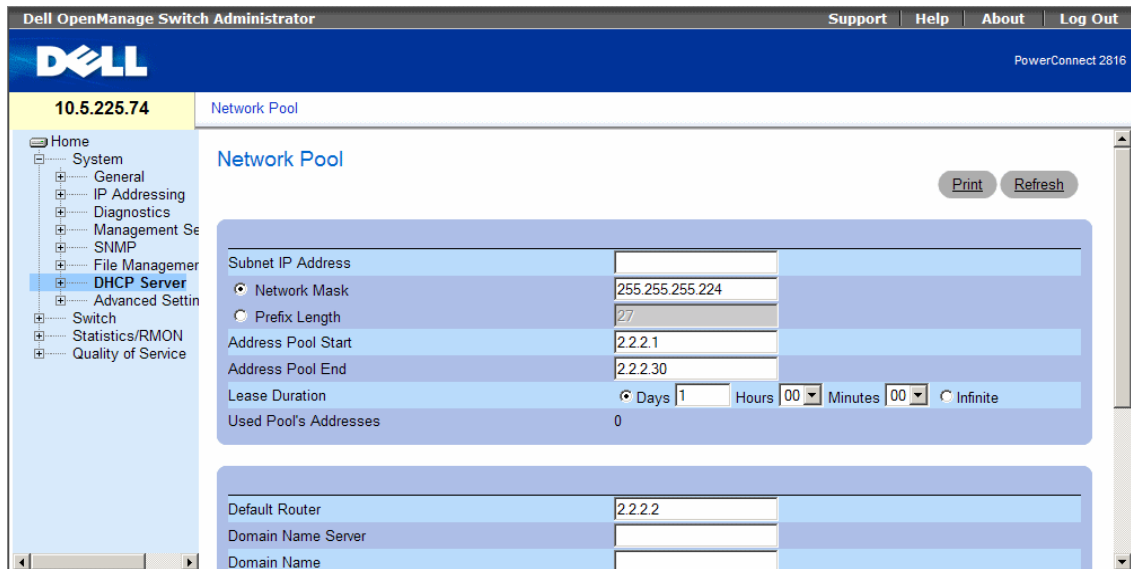 Dell OpenManage Switch Administrator
Support Help About Log Out
DELL
PowerConnect 2816
10.5.225.74
Network Pool
Home
System
General
IP Addressing
Diagnostics
Management Se
SNMP
File Managemer
DHCP Server
Advanced Settin
Switch
Statistics/RMON
Quality of Service
Network Pool
Print Refresh
Subnet IP Address
Network Mask 255.255.255.224
Prefix Length 27
Address Pool Start 2.2.2.1
Address Pool End 2.2.2.30
Lease Duration Days 1 Hours 00 Minutes 00 Infinite
Used Pool's Addresses 0
Default Router 2.2.2.2
Domain Name Server
Domain Name